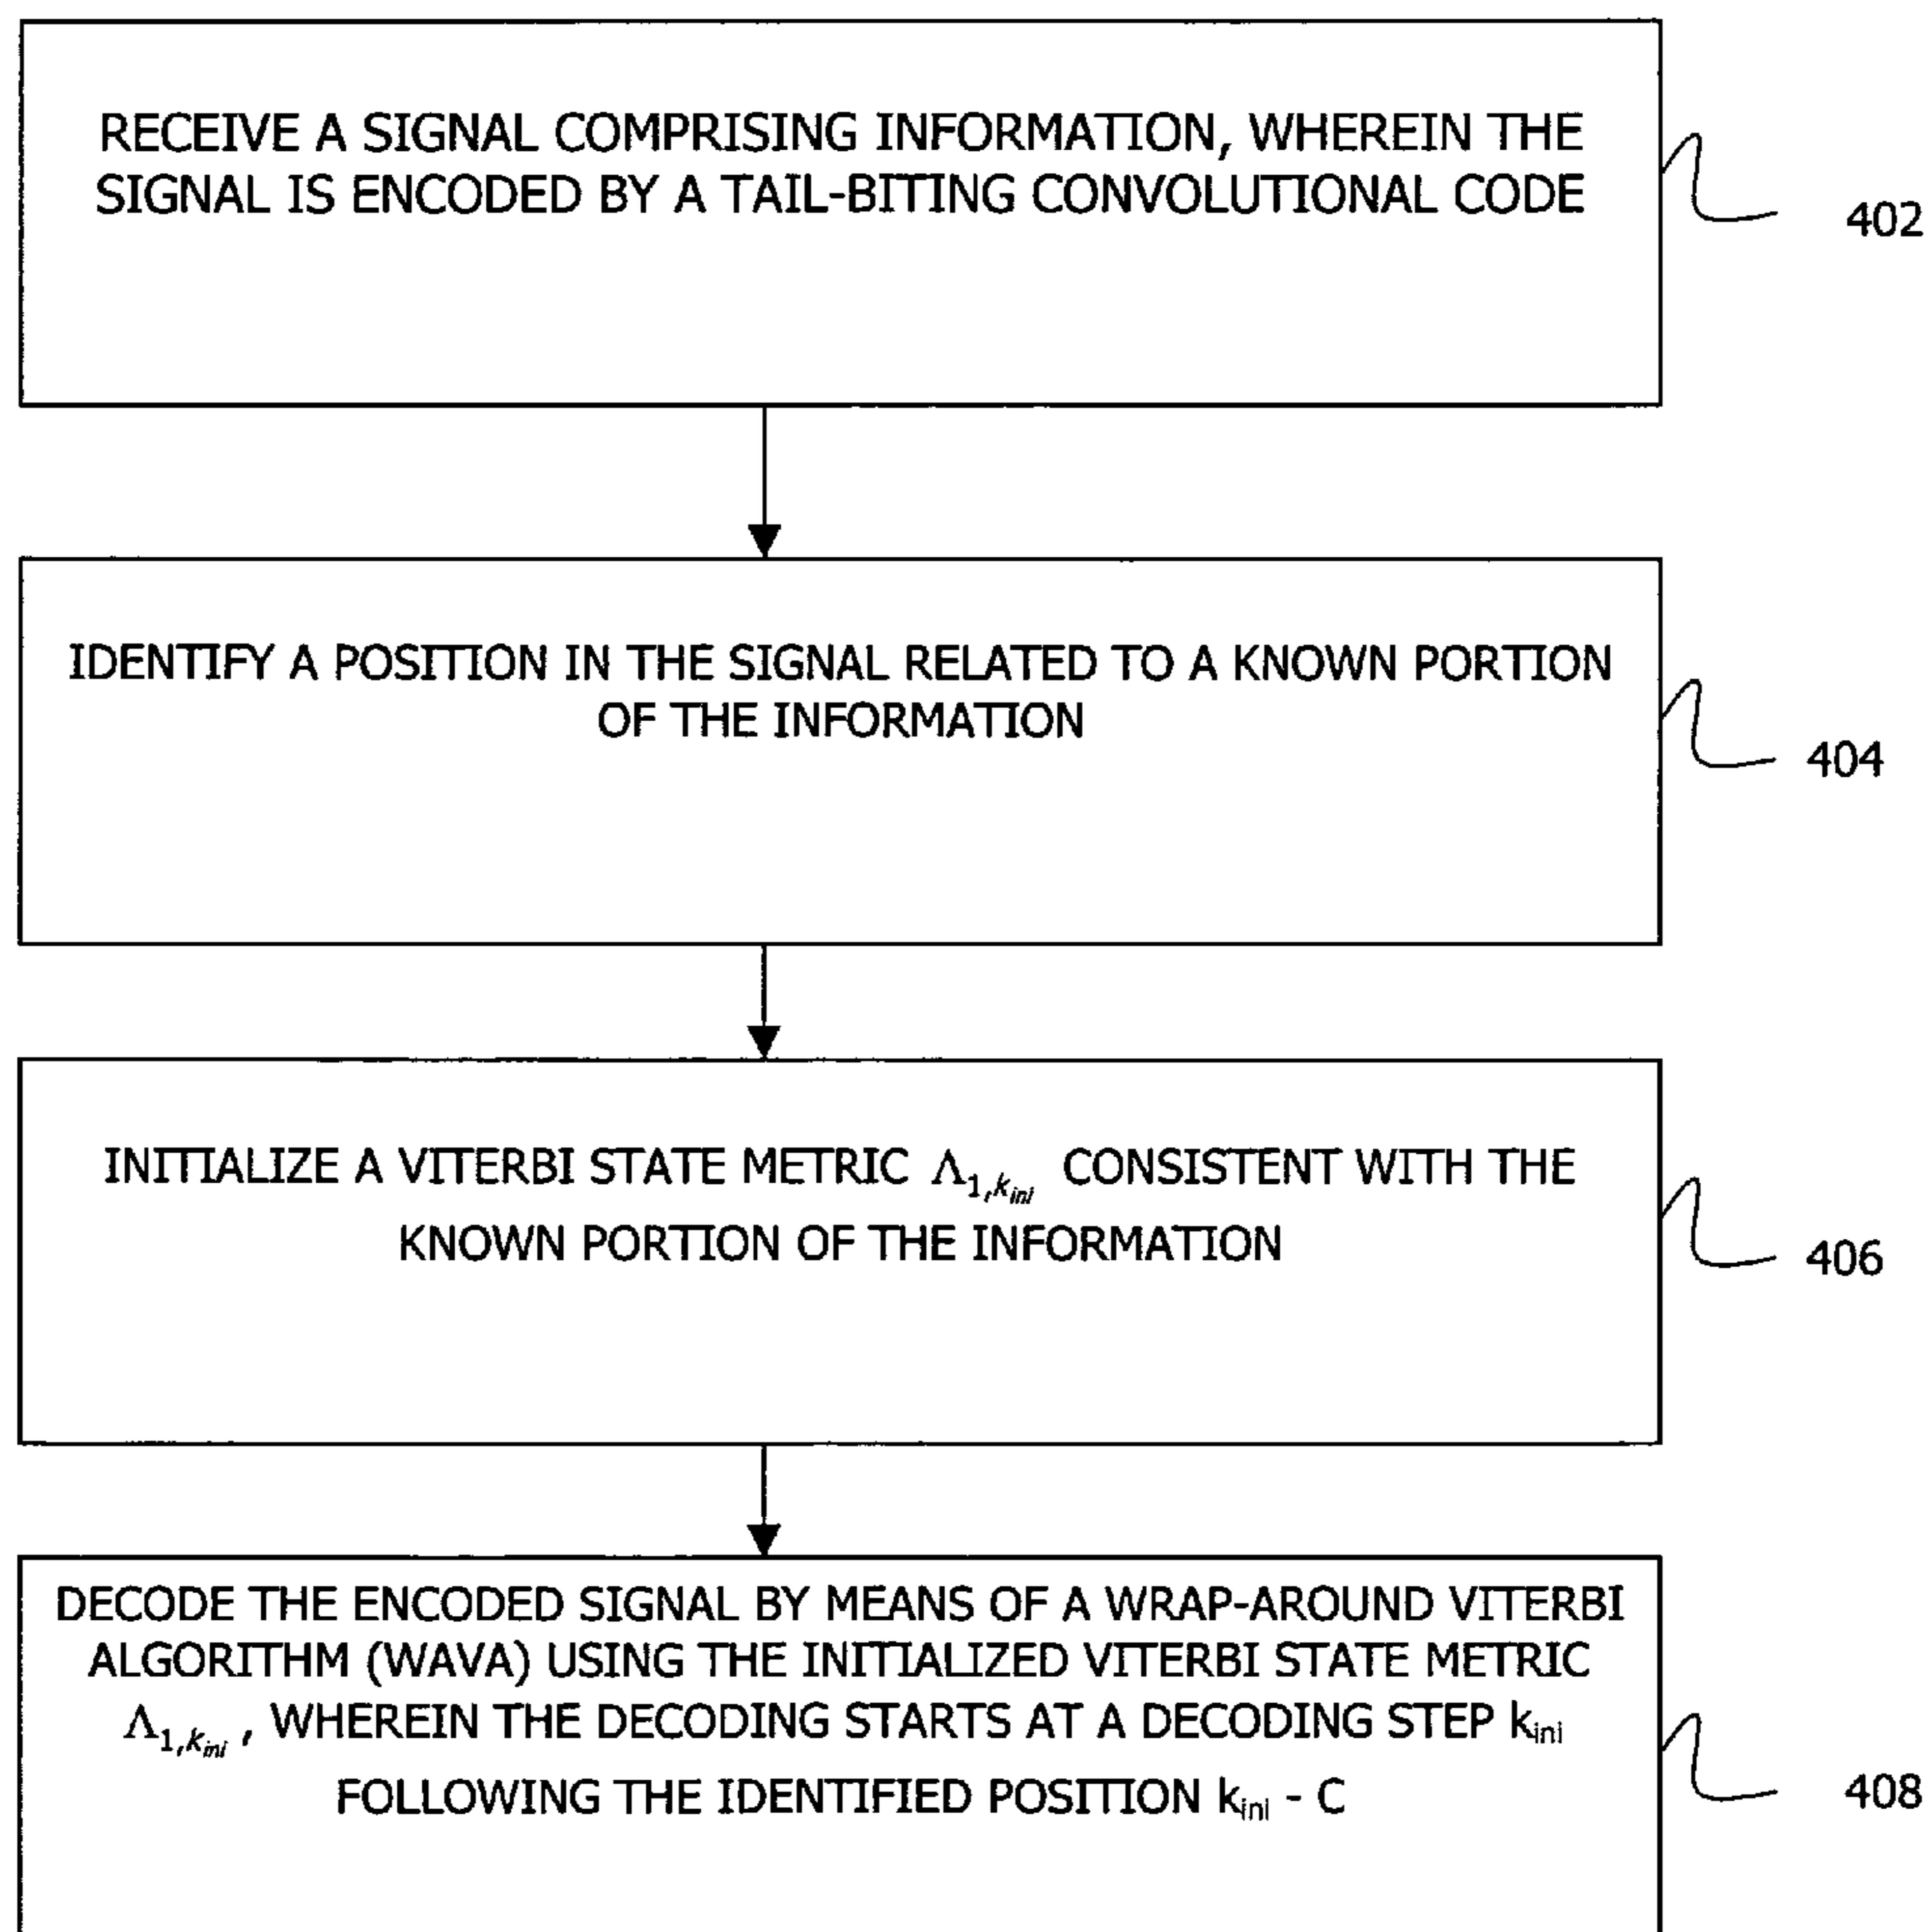 RECEIVE A SIGNAL COMPRISING INFORMATION, WHEREIN THE
SIGNAL IS ENCODED BY A TAIL-BITING CONVOLUTIONAL CODE
402
IDENTIFY A POSITION IN THE SIGNAL RELATED TO A KNOWN PORTION
OF THE INFORMATION
404
INITIALIZE A VITERBI STATE METRIC Λ1,kini CONSISTENT WITH THE
KNOWN PORTION OF THE INFORMATION
406
DECODE THE ENCODED SIGNAL BY MEANS OF A WRAP-AROUND VITERBI
ALGORITHM (WAVA) USING THE INITIALIZED VITERBI STATE METRIC
Λ1,kini , WHEREIN THE DECODING STARTS AT A DECODING STEP kini
FOLLOWING THE IDENTIFIED POSITION kini - C
408